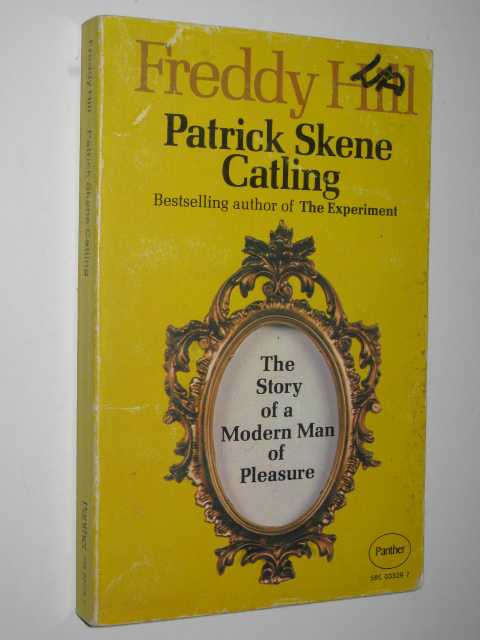 Freddy Hill
Patrick Skene
Catling
Bestselling author of The Experiment
The
Story
of a
Modern Man
of
Pleasure
Panther
Freddy Hill Patrick Skene Catling
Panther